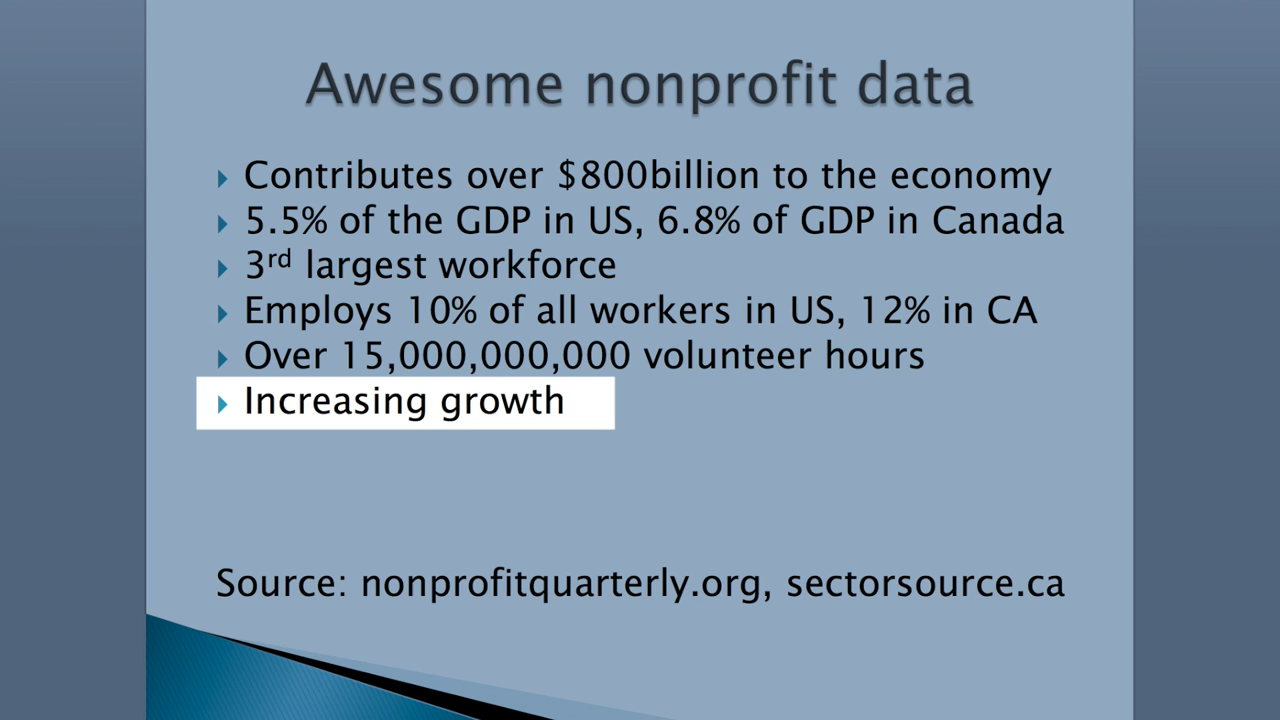 Awesome nonprofit data
Contributes over $800billion to the economy
5.5% of the GDP in US, 6.8% of GDP in Canada
3rd largest workforce
Employs 10% of all workers in US, 12% in CA
Over 15,000,000,000 volunteer hours
Increasing growth
Source: nonprofitquarterly.org, sectorsource.ca